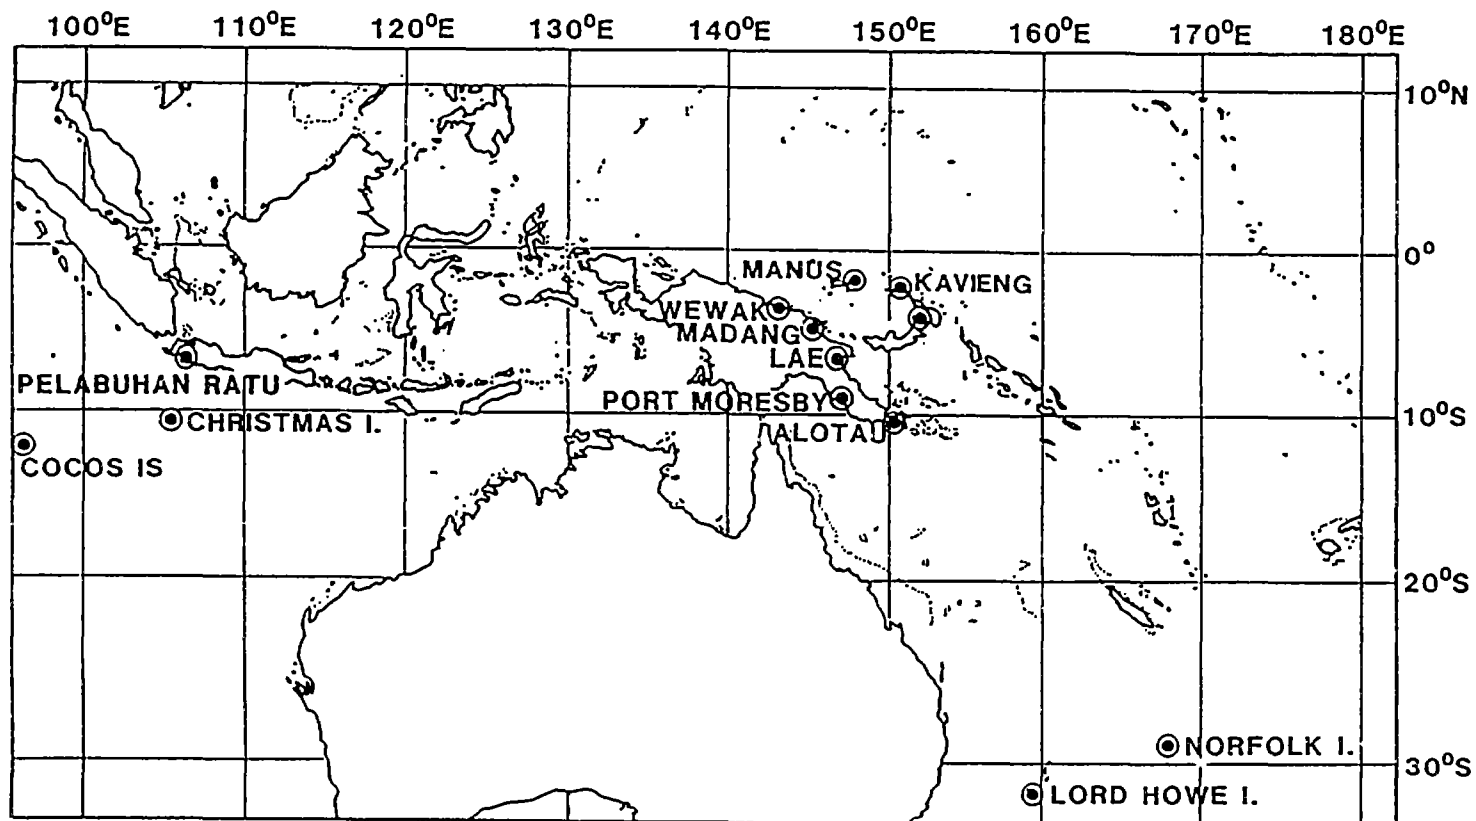 100°E 110°E 120°E 130°E 140°E 150°E 160°E 170°E 180°E
10°N
0°
MANUS
KAVIENG
WEWAK
MADANG
LAE
PELABUHAN RATU
PORT MORESBY
10°S
CHRISTMAS I.
ALOTAU
COCOS IS
20°S
NORFOLK I.
30°S
LORD HOWE I.